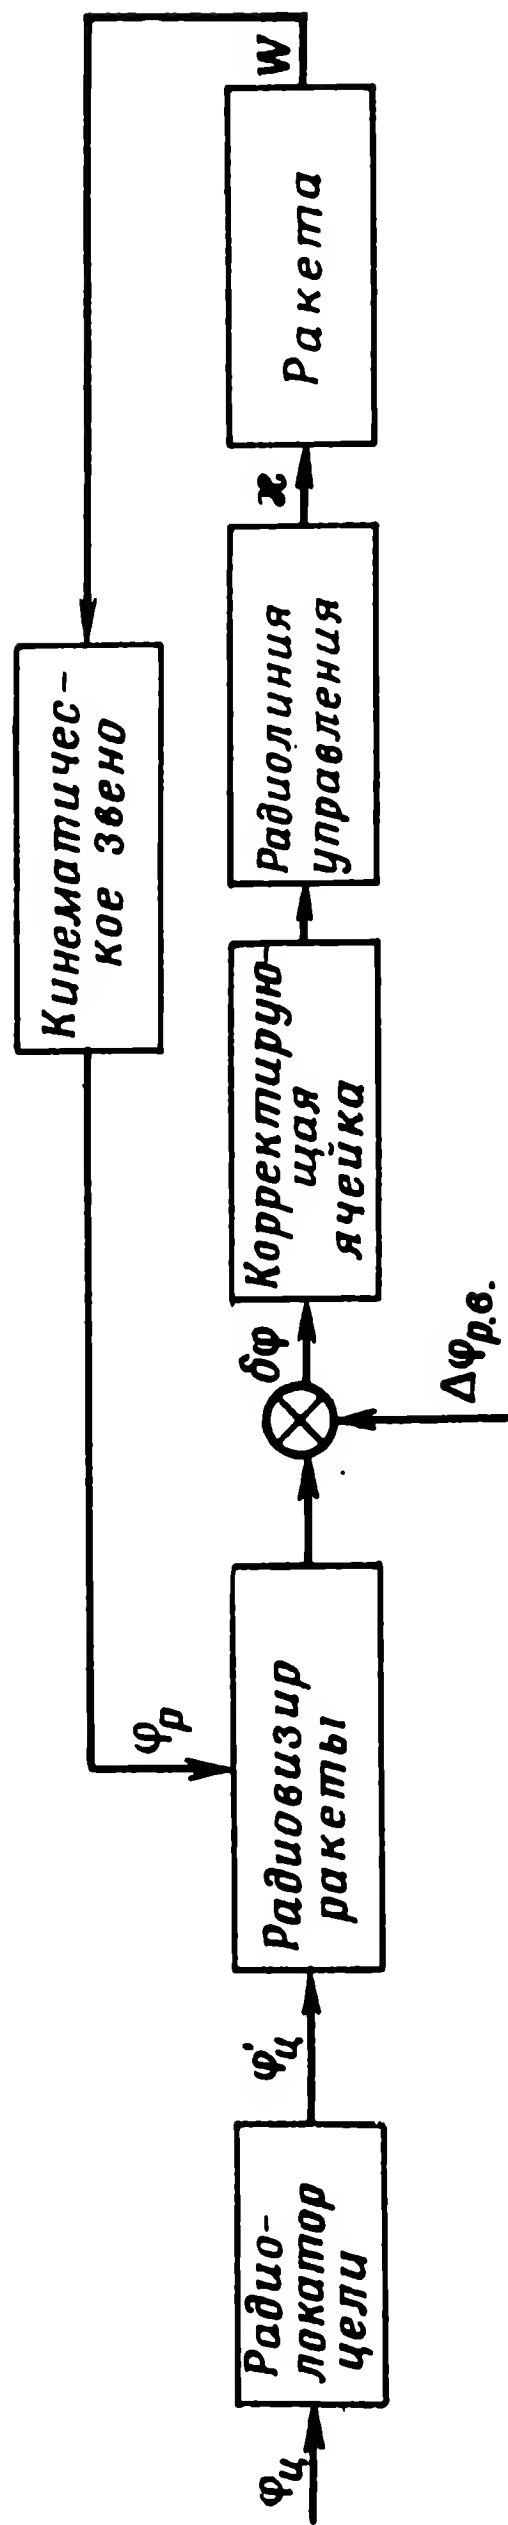 Кинематичес-
кое звено
W
φр
φц
Радио-
локатор
цели
φ'ц
Радиовизир
ракеты
δφ
Δφр.в.
Корректирую-
щая
ячейка
Радиолиния
управления
ϰ
Ракета